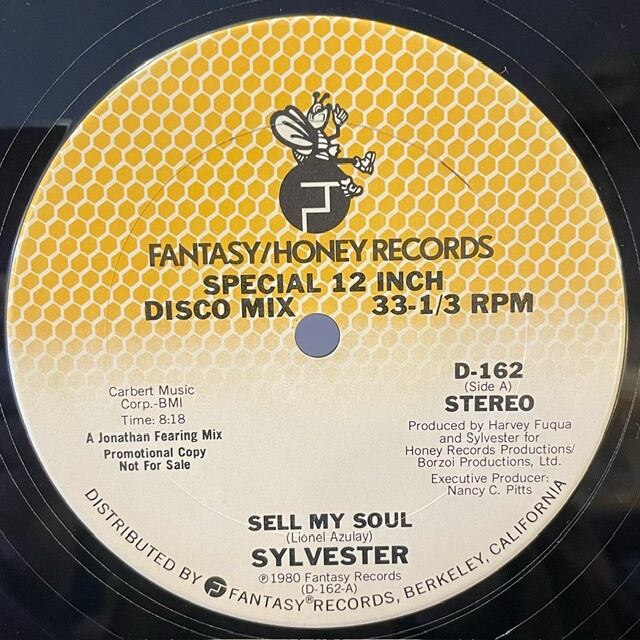 FANTASY/HONEY RECORDS
SPECIAL 12 INCH
DISCO MIX 33-1/3 RPM
D-162
(Side A)
STEREO
Carbert Music
Corp.-BMI
Time: 8:18
A Jonathan Fearing Mix
Promotional Copy
Not For Sale
Produced by Harvey Fuqua
and Sylvester for
Honey Records Productions/
Borzoi Productions, Ltd.
Executive Producer:
Nancy C. Pitts
SELL MY SOUL
(Lionel Azulay)
SYLVESTER
℗1980 Fantasy Records
(D-162-A)
DISTRIBUTED BY FANTASY® RECORDS, BERKELEY, CALIFORNIA